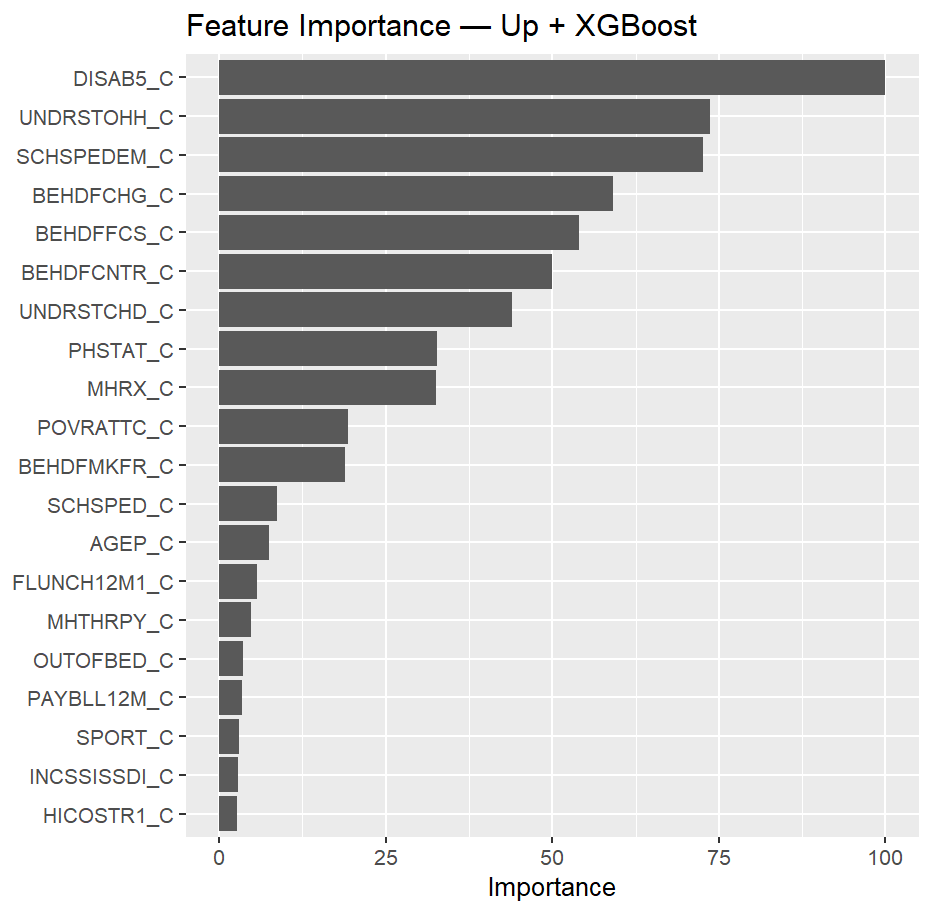 Feature Importance — Up + XGBoost
DISAB5_C
UNDRSTOHH_C
SCHSPEDEM_C
BEHDFCHG_C
BEHDFFCS_C
BEHDFCNTR_C
UNDRSTCHD_C
PHSTAT_C
MHRX_C
POVRATTC_C
BEHDFMKFR_C
SCHSPED_C
AGEP_C
FLUNCH12M1_C
MHTHRPY_C
OUTOFBED_C
PAYBLL12M_C
SPORT_C
INCSSISSDI_C
HICOSTR1_C
0 25 50 75 100
Importance